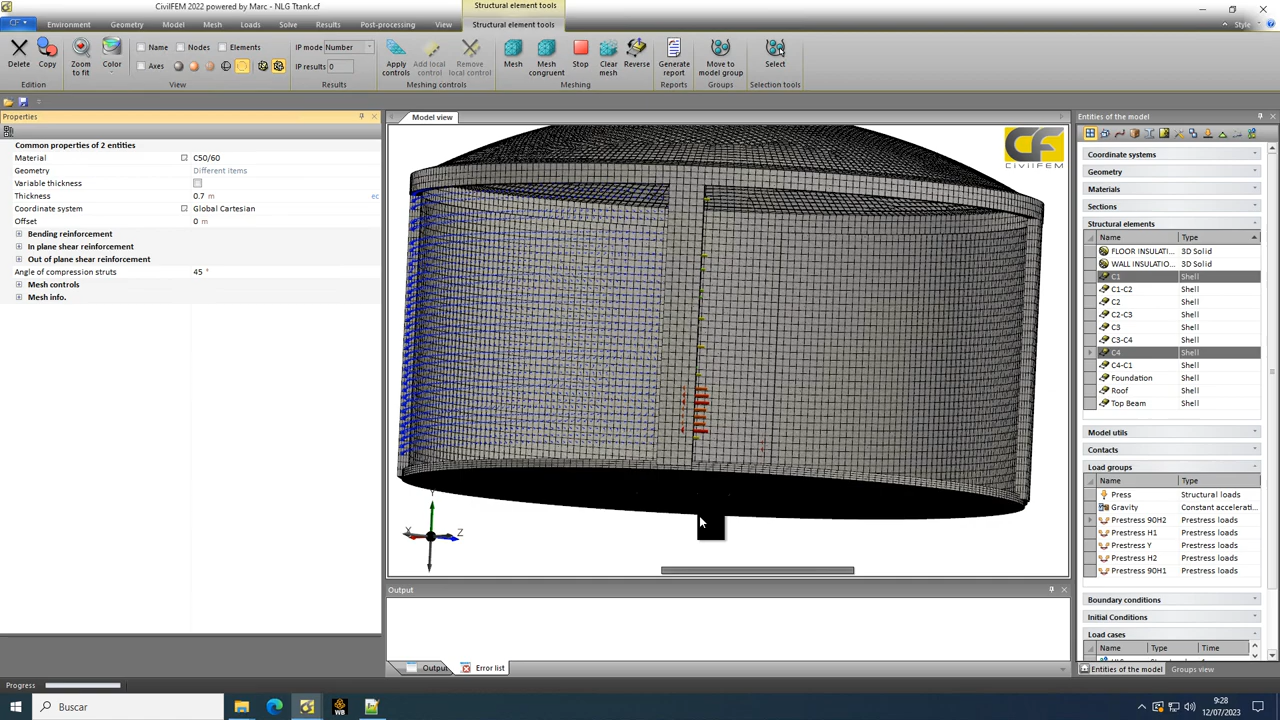 CivilFEM 2022 powered by Marc - NLG Ttank.cf
Structural element tools
CF
Environment Geometry Model Mesh Loads Solve Results Post-processing View Structural element tools
Style
Delete Copy
Edition
Zoom to fit Color
Name Nodes Elements
Axes
View
IP mode Number
IP results 0
Results
Apply controls Add local control Remove local control
Meshing controls
Mesh Mesh congruent Stop Clear mesh Reverse
Meshing
Generate report
Reports
Move to model group
Groups
Select
Selection tools
Properties
Common properties of 2 entities
Material C50/60
Geometry Different items
Variable thickness
Thickness 0.7 m ec
Coordinate system Global Cartesian
Offset 0 m
Bending reinforcement
In plane shear reinforcement
Out of plane shear reinforcement
Angle of compression struts 45 °
Mesh controls
Mesh info.
Model view
CF
CIVILFEM
Y
X Z
Output
Output Error list
Entities of the model
Coordinate systems
Geometry
Materials
Sections
Structural elements
Name Type
FLOOR INSULATI... 3D Solid
WALL INSULATIO... 3D Solid
C1 Shell
C1-C2 Shell
C2 Shell
C2-C3 Shell
C3 Shell
C3-C4 Shell
C4 Shell
C4-C1 Shell
Foundation Shell
Roof Shell
Top Beam Shell
Model utils
Contacts
Load groups
Name Type
Press Structural loads
Gravity Constant accelerati...
Prestress 90H2 Prestress loads
Prestress H1 Prestress loads
Prestress Y Prestress loads
Prestress H2 Prestress loads
Prestress 90H1 Prestress loads
Boundary conditions
Initial Conditions
Load cases
Name Type Time
Entities of the model Groups view
Progress
Buscar
WB
9:28
12/07/2023